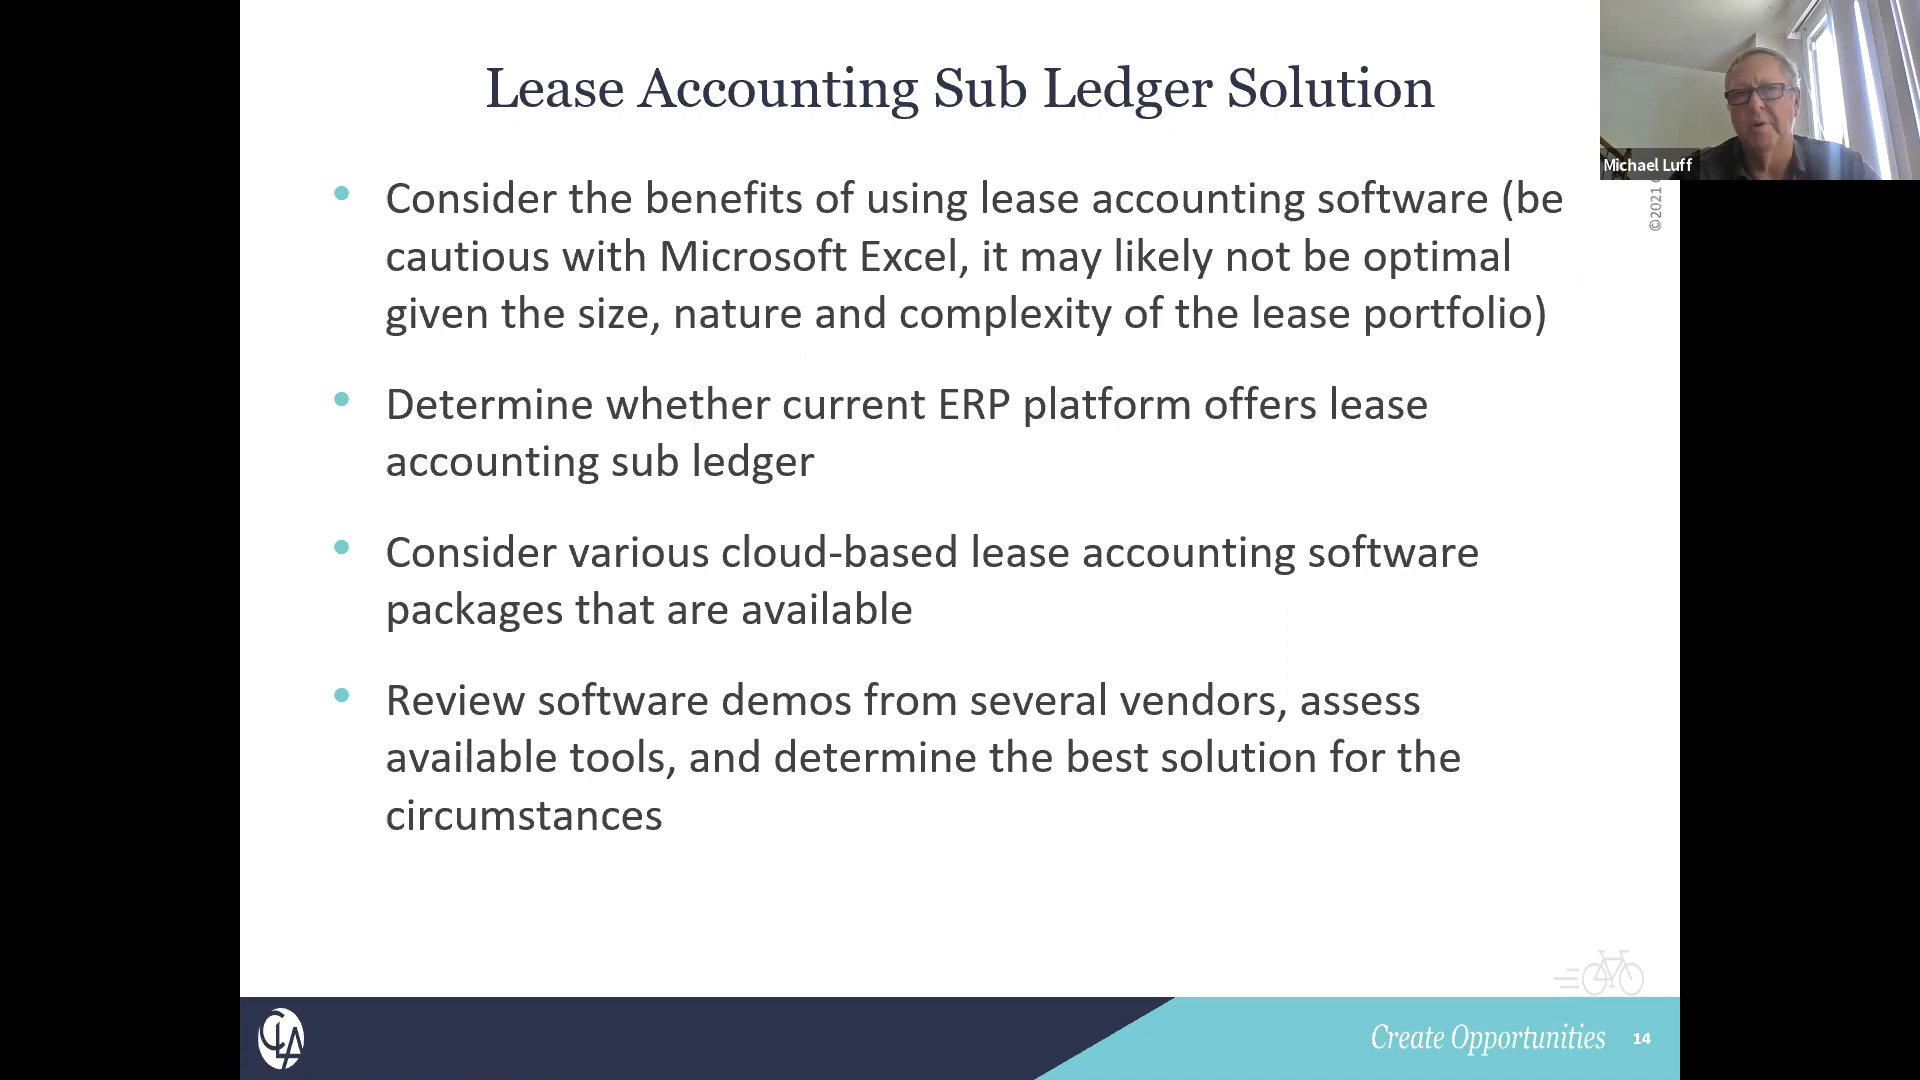 Lease Accounting Sub Ledger Solution
Michael Luff
©2021
• Consider the benefits of using lease accounting software (be
cautious with Microsoft Excel, it may likely not be optimal
given the size, nature and complexity of the lease portfolio)
• Determine whether current ERP platform offers lease
accounting sub ledger
• Consider various cloud-based lease accounting software
packages that are available
• Review software demos from several vendors, assess
available tools, and determine the best solution for the
circumstances
CLA
Create Opportunities
14